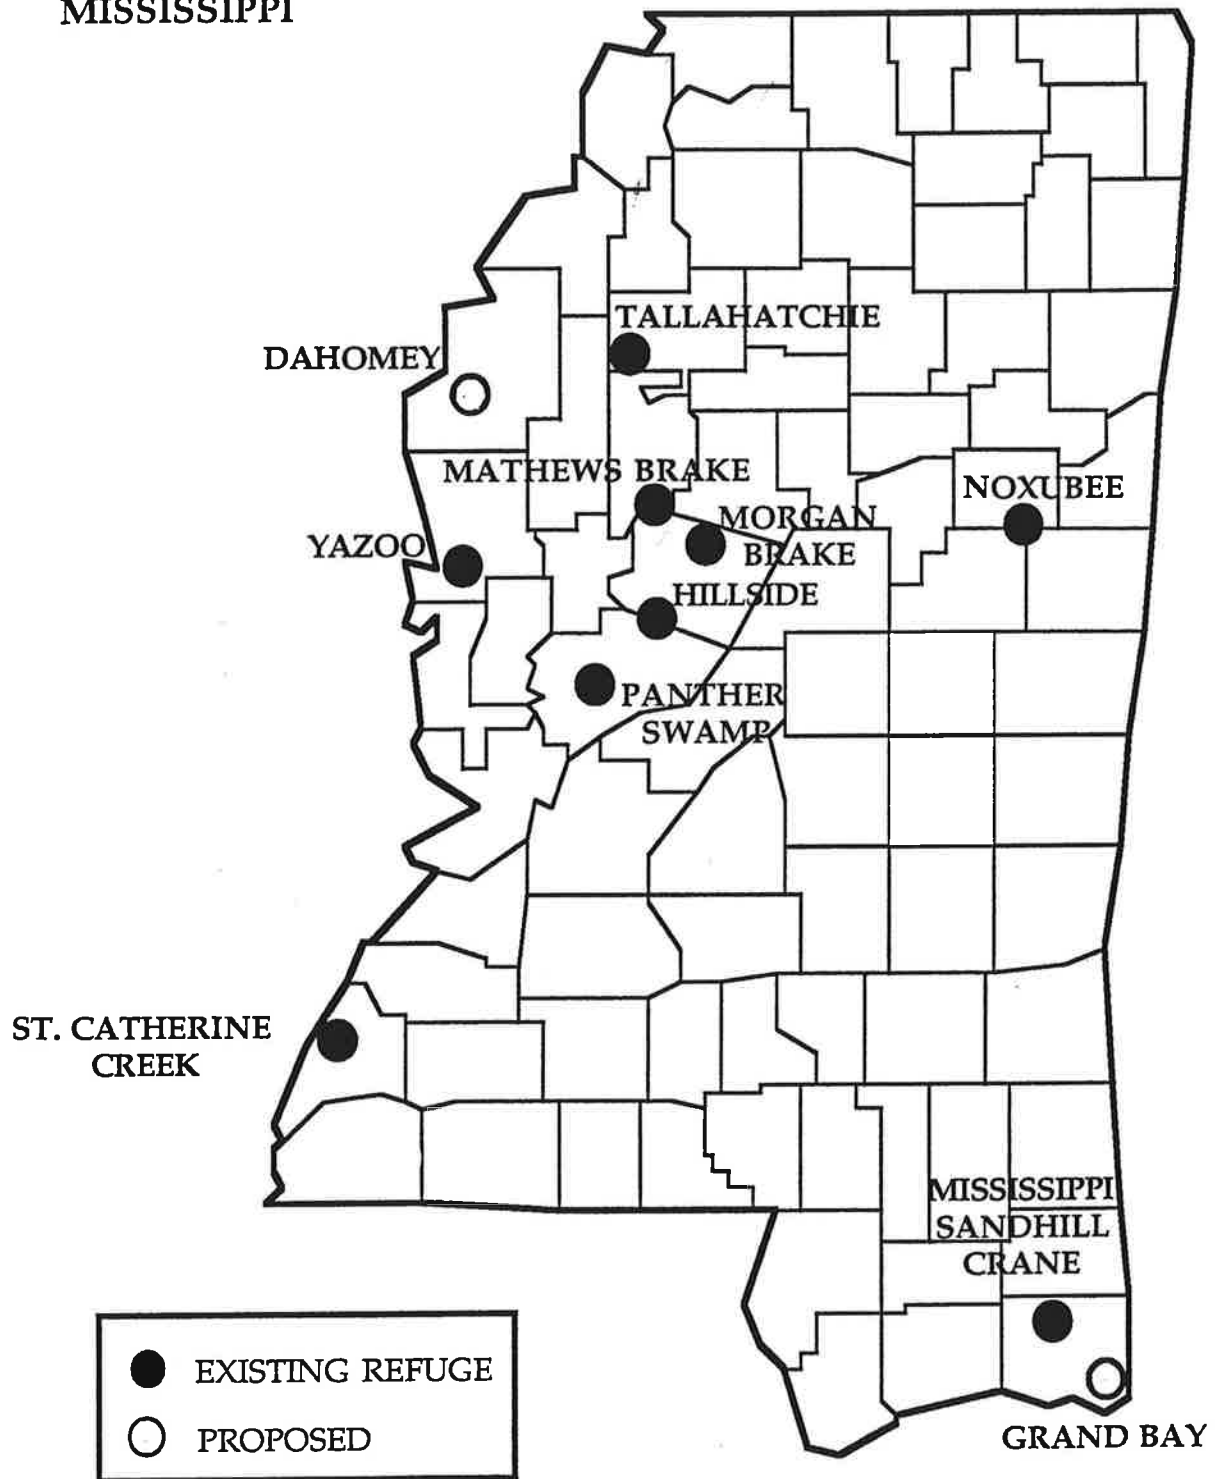 MISSISSIPPI
TALLAHATCHIE
DAHOMEY
MATHEWS BRAKE
NOXUBEE
MORGAN
BRAKE
YAZOO
HILLSIDE
PANTHER
SWAMP
ST. CATHERINE
CREEK
MISSISSIPPI
SANDHILL
CRANE
EXISTING REFUGE
PROPOSED
GRAND BAY